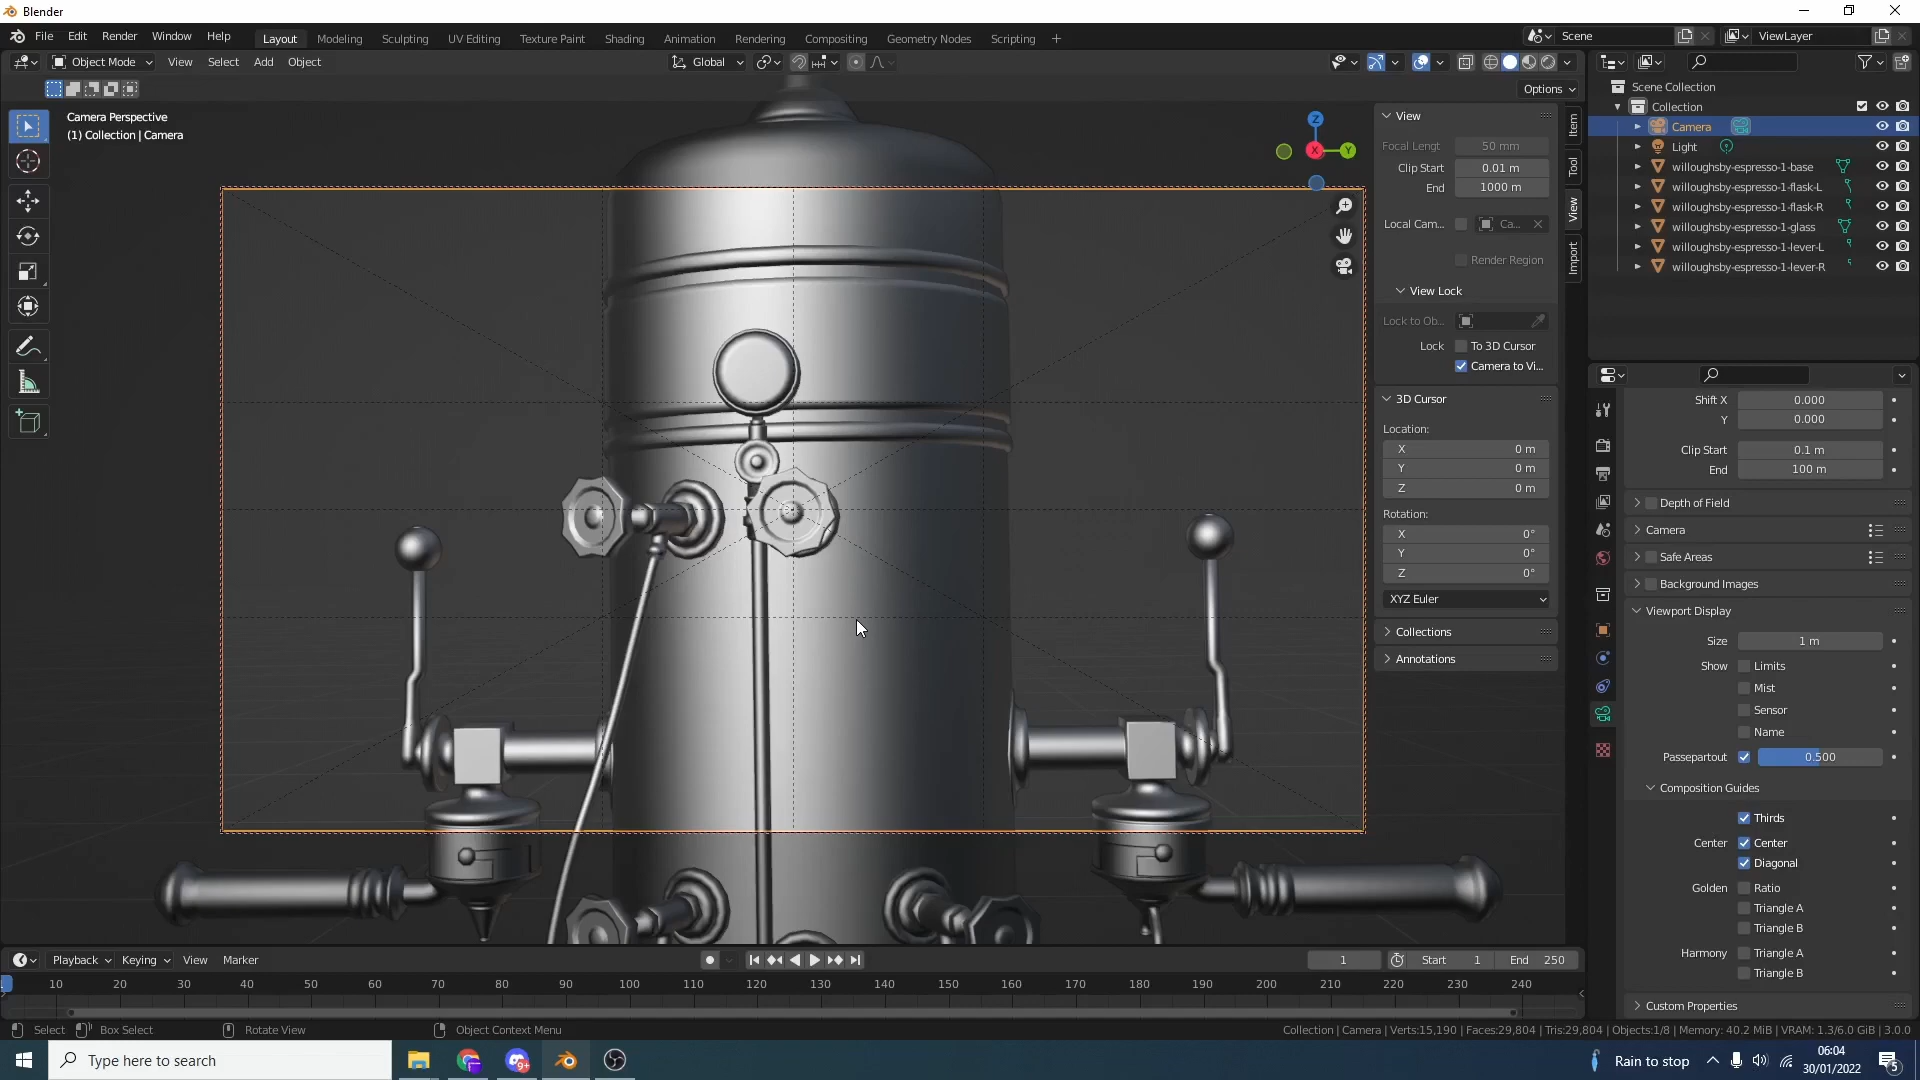 Blender
File Edit Render Window Help
Layout Modeling Sculpting UV Editing Texture Paint Shading Animation Rendering Compositing Geometry Nodes Scripting +
Scene
ViewLayer
Object Mode View Select Add Object
Global
Options
Camera Perspective
(1) Collection | Camera
Z
X
Y
View
Focal Lengt 50 mm
Clip Start 0.01 m
End 1000 m
Local Cam... Ca...
Render Region
View Lock
Lock to Ob...
Lock To 3D Cursor
Camera to Vi...
3D Cursor
Location:
X 0 m
Y 0 m
Z 0 m
Rotation:
X 0°
Y 0°
Z 0°
XYZ Euler
Collections
Annotations
Item
Tool
View
Import
Scene Collection
Collection
Camera
Light
willoughsby-espresso-1-base
willoughsby-espresso-1-flask-L
willoughsby-espresso-1-flask-R
willoughsby-espresso-1-glass
willoughsby-espresso-1-lever-L
willoughsby-espresso-1-lever-R
Shift X 0.000
Y 0.000
Clip Start 0.1 m
End 100 m
Depth of Field
Camera
Safe Areas
Background Images
Viewport Display
Size 1 m
Show Limits
Mist
Sensor
Name
Passepartout 0.500
Composition Guides
Thirds
Center Center
Diagonal
Golden Ratio
Triangle A
Triangle B
Harmony Triangle A
Triangle B
Custom Properties
Playback Keying View Marker
1 Start 1 End 250
10 20 30 40 50 60 70 80 90 100 110 120 130 140 150 160 170 180 190 200 210 220 230 240
Select Box Select Rotate View Object Context Menu
Collection | Camera | Verts:15,190 | Faces:29,804 | Tris:29,804 | Objects:1/8 | Memory: 40.2 MiB | VRAM: 1.3/6.0 GiB | 3.0.0
Type here to search
9+
Rain to stop
06:04
30/01/2022
5